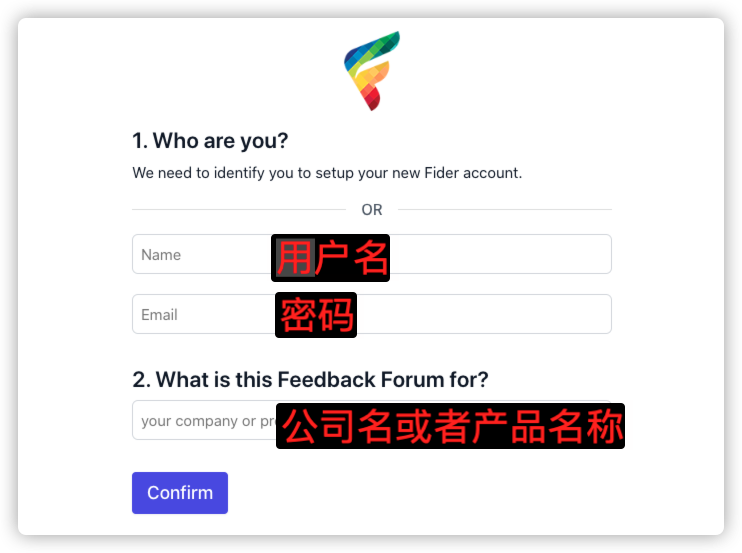 1. Who are you?
We need to identify you to setup your new Fider account.
OR
Name 用户名
Email 密码
2. What is this Feedback Forum for?
your company or 公司名或者产品名称
Confirm